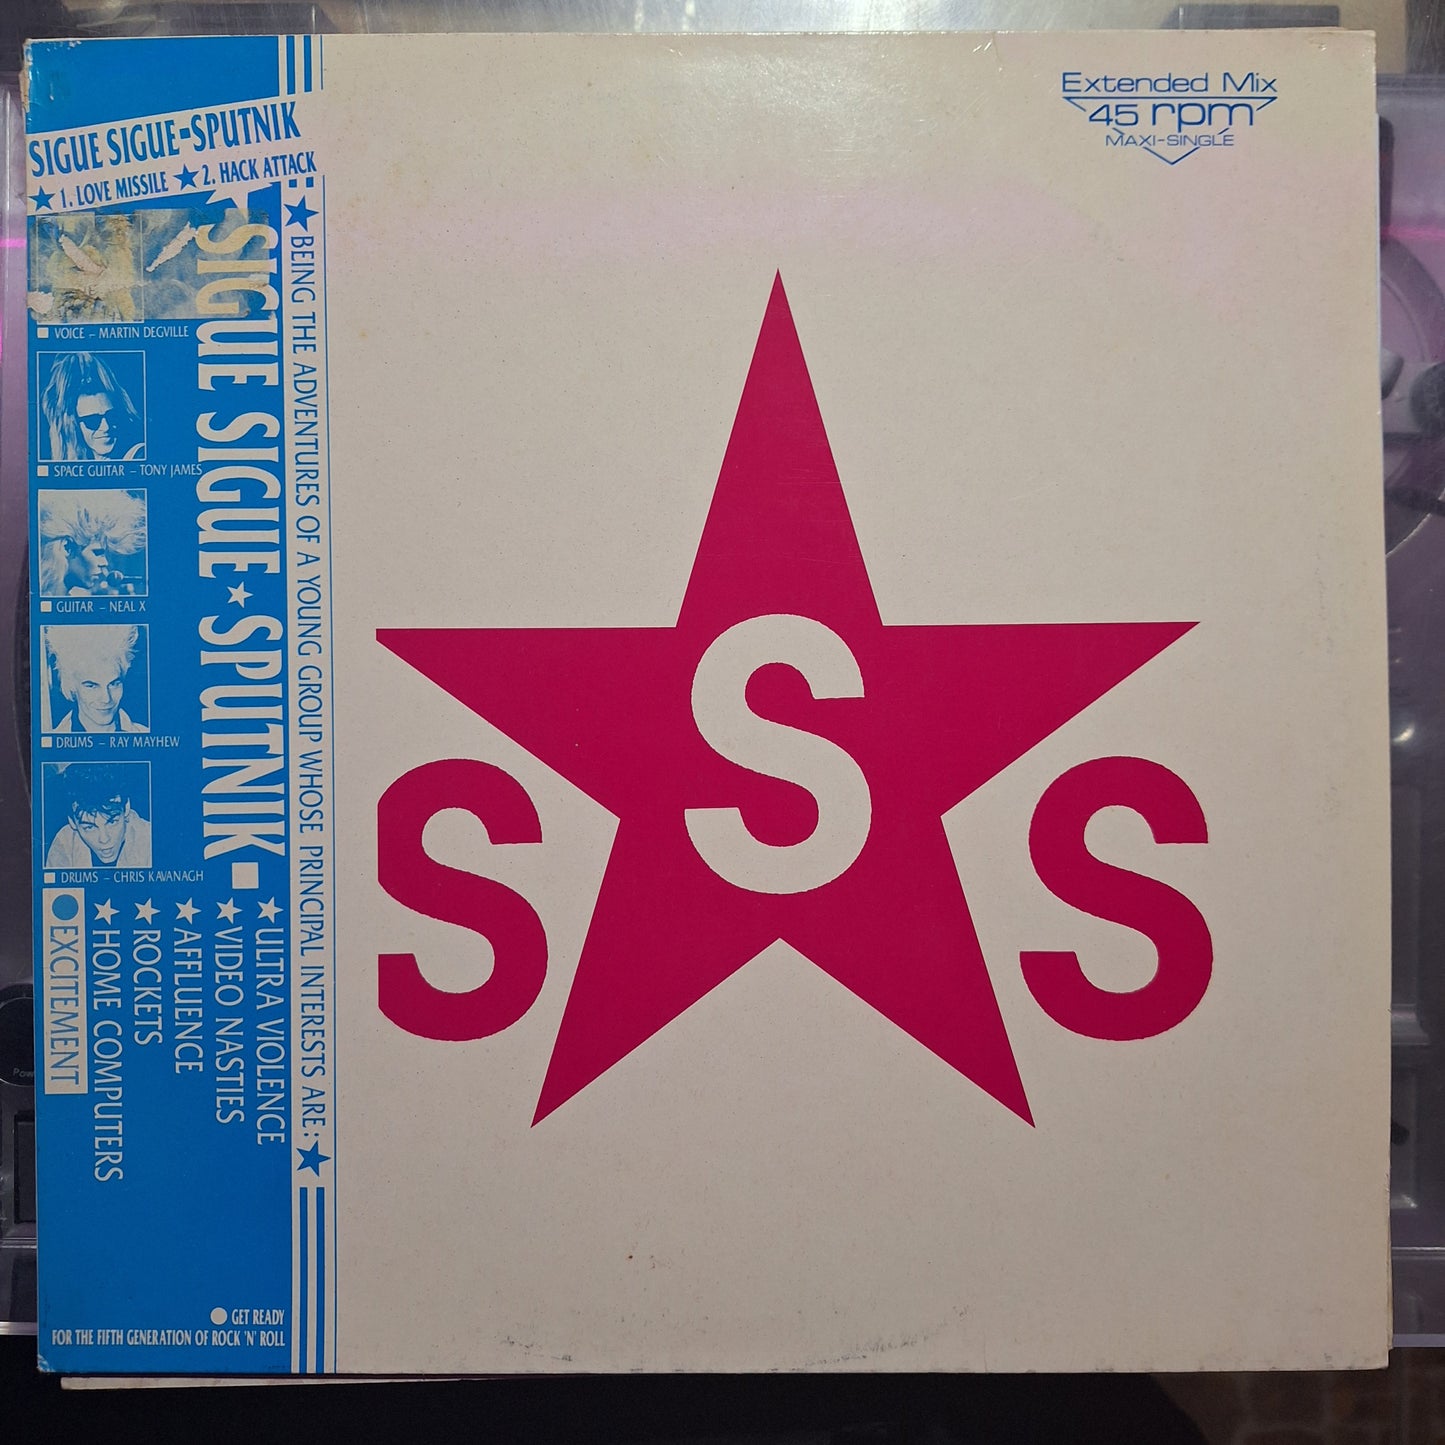 SIGUE SIGUE-SPUTNIK
★ 1. LOVE MISSILE ★ 2. HACK ATTACK
VOICE – MARTIN DEGVILLE
SPACE GUITAR – TONY JAMES
GUITAR – NEAL X
DRUMS – RAY MAYHEW
DRUMS – CHRIS KAVANAGH
★ SIGUE SIGUE ★ SPUTNIK
★ BEING THE ADVENTURES OF A YOUNG GROUP WHOSE PRINCIPAL INTERESTS ARE: ★
★ ULTRA VIOLENCE
★ VIDEO NASTIES
★ AFFLUENCE
★ ROCKETS
★ HOME COMPUTERS
EXCITEMENT
GET READY
FOR THE FIFTH GENERATION OF ROCK 'N' ROLL
Extended Mix
45 rpm
MAXI-SINGLE
S S S